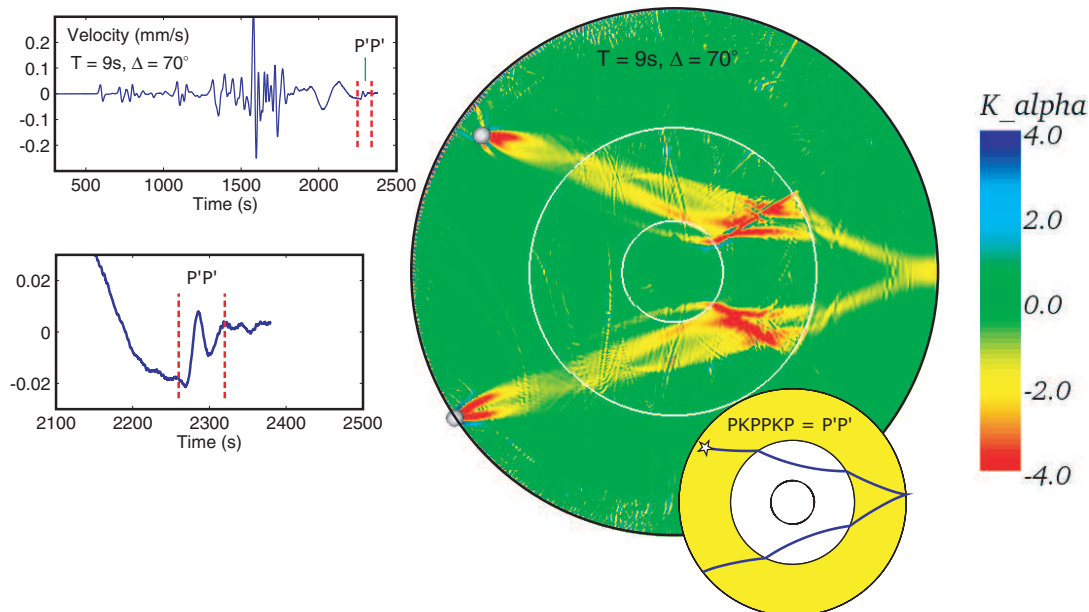 Velocity (mm/s)
T = 9s, Δ = 70°
P'P'
0.2
0.1
0
-0.1
-0.2
500
1000
1500
2000
2500
Time (s)
P'P'
0.02
0
-0.02
2100
2200
2300
2400
2500
Time (s)
T = 9s, Δ = 70°
PKPPKP = P'P'
K_alpha
4.0
2.0
0.0
-2.0
-4.0